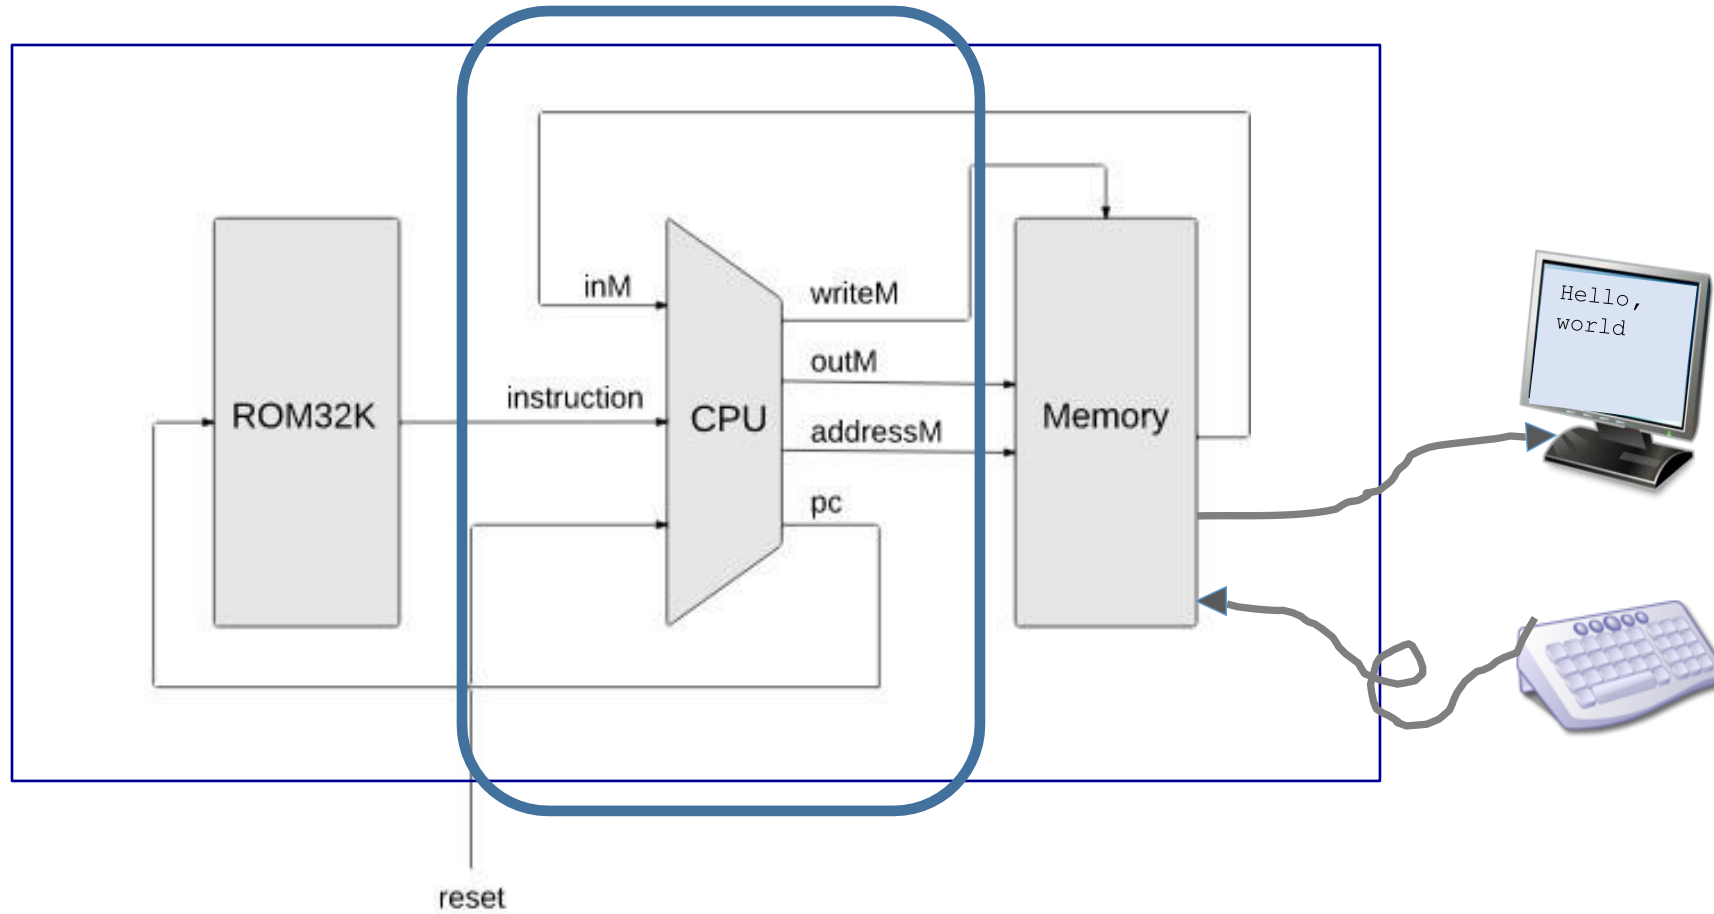 inM
writeM
Hello,
world
outM
instruction
ROM32K
CPU
addressM
Memory
pc
reset